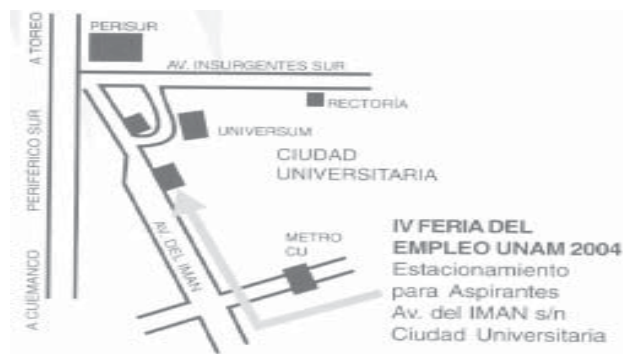 PERISUR
A TOREO
AV. INSURGENTES SUR
RECTORÍA
UNIVERSUM
PERIFÉRICO SUR
CIUDAD
UNIVERSITARIA
AV. DEL IMAN
METRO
CU
A CUEMANCO
IV FERIA DEL
EMPLEO UNAM 2004
Estacionamiento
para Aspirantes
Av. del IMAN s/n
Ciudad Universitaria